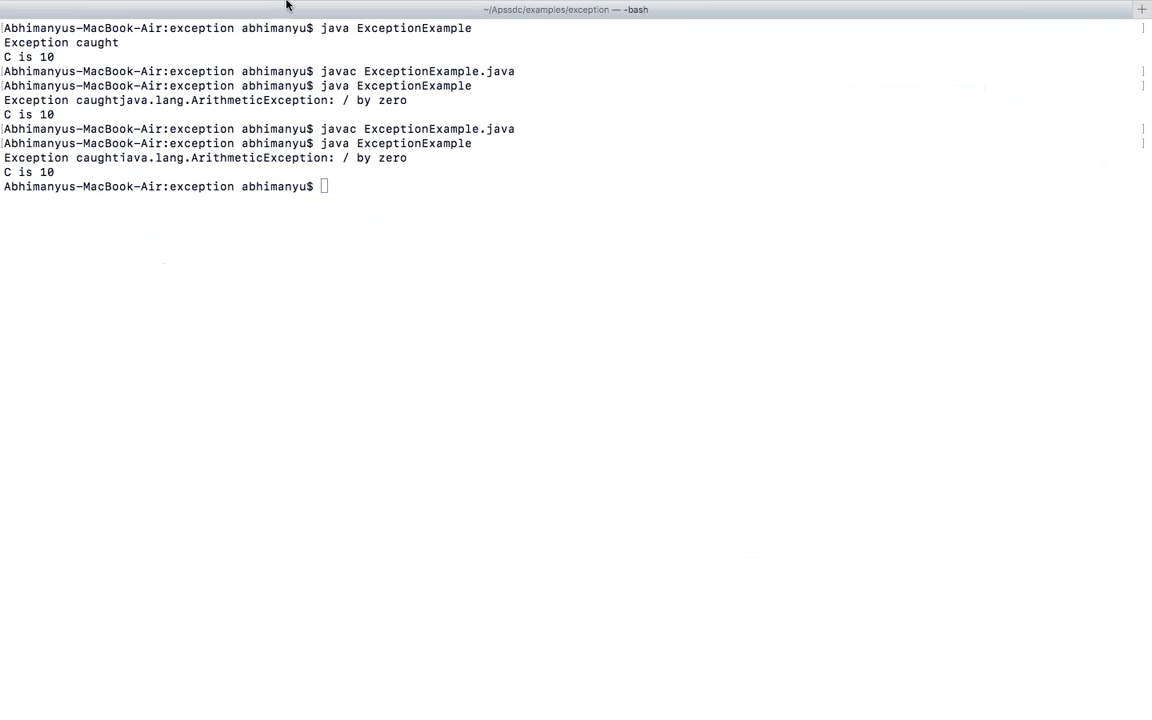 ~/Apssdc/examples/exception — -bash
[Abhimanyus-MacBook-Air:exception abhimanyu$ java ExceptionExample ]
Exception caught
C is 10
[Abhimanyus-MacBook-Air:exception abhimanyu$ javac ExceptionExample.java ]
[Abhimanyus-MacBook-Air:exception abhimanyu$ java ExceptionExample ]
Exception caughtjava.lang.ArithmeticException: / by zero
C is 10
[Abhimanyus-MacBook-Air:exception abhimanyu$ javac ExceptionExample.java ]
[Abhimanyus-MacBook-Air:exception abhimanyu$ java ExceptionExample ]
Exception caughtjava.lang.ArithmeticException: / by zero
C is 10
Abhimanyus-MacBook-Air:exception abhimanyu$